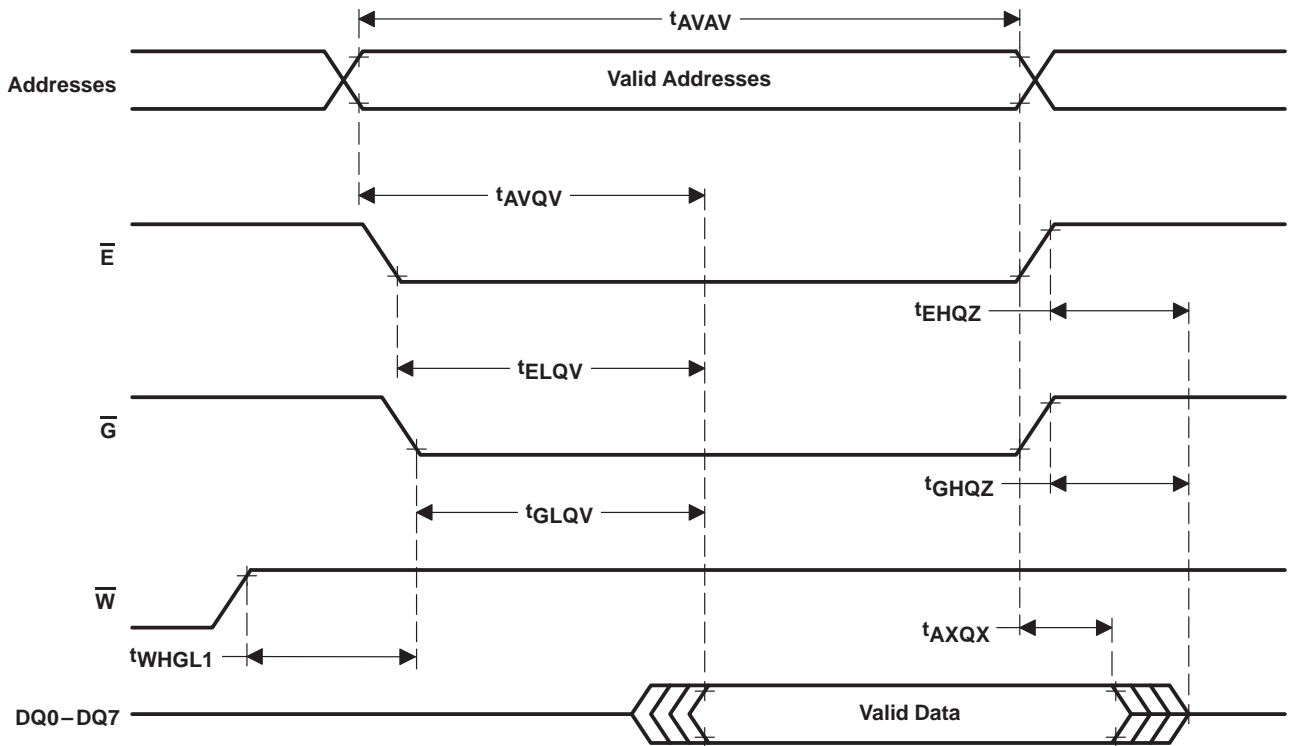 tAVAV
Addresses
Valid Addresses
tAVQV
E
tEHQZ
tELQV
G
tGHQZ
tGLQV
W
tAXQX
tWHGL1
DQ0–DQ7
Valid Data